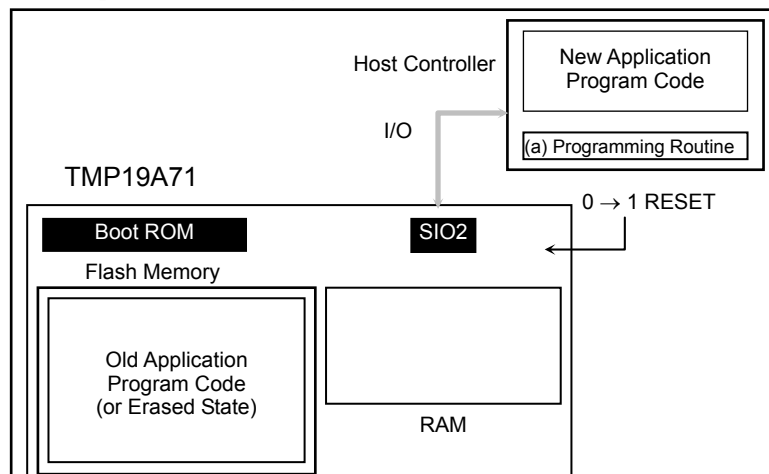 Host Controller
New Application
Program Code
I/O
(a) Programming Routine
TMP19A71
0 → 1 RESET
Boot ROM
SIO2
Flash Memory
Old Application
Program Code
(or Erased State)
RAM